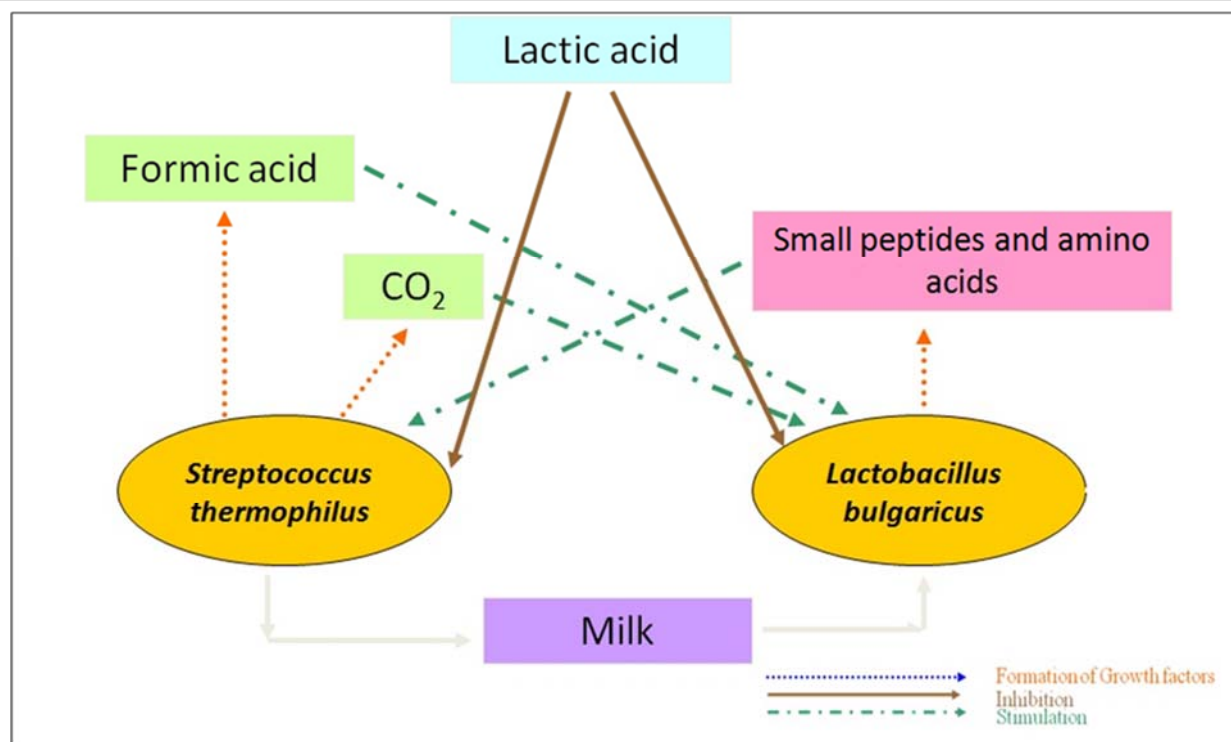 Lactic acid
Formic acid
Small peptides and amino
acids
CO₂
Streptococcus
thermophilus
Lactobacillus
bulgaricus
Milk
Formation of Growth factors
Inhibition
Stimulation